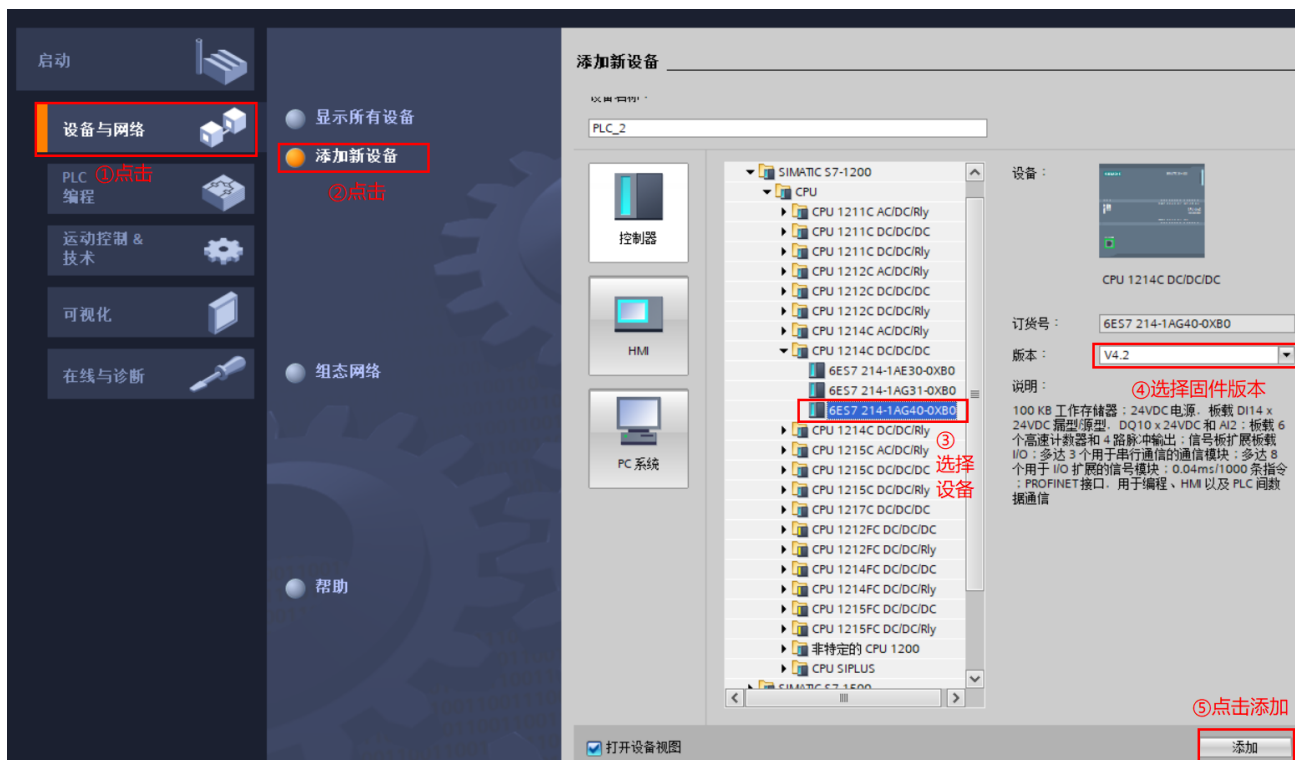 启动
设备与网络
PLC
编程
①点击
运动控制 &
技术
可视化
在线与诊断
显示所有设备
添加新设备
②点击
组态网络
帮助
添加新设备
设备名称：
PLC_2
控制器
HMI
PC 系统
SIMATIC S7-1200
CPU
CPU 1211C AC/DC/Rly
CPU 1211C DC/DC/DC
CPU 1211C DC/DC/Rly
CPU 1212C AC/DC/Rly
CPU 1212C DC/DC/DC
CPU 1212C DC/DC/Rly
CPU 1214C AC/DC/Rly
CPU 1214C DC/DC/DC
6ES7 214-1AE30-0XB0
6ES7 214-1AG31-0XB0
6ES7 214-1AG40-0XB0
CPU 1214C DC/DC/Rly
CPU 1215C AC/DC/Rly
CPU 1215C DC/DC/DC
CPU 1215C DC/DC/Rly
CPU 1217C DC/DC/DC
CPU 1212FC DC/DC/DC
CPU 1212FC DC/DC/Rly
CPU 1214FC DC/DC/DC
CPU 1214FC DC/DC/Rly
CPU 1215FC DC/DC/DC
CPU 1215FC DC/DC/Rly
非特定的 CPU 1200
CPU SIPLUS
SIMATIC S7-1500
③
选择
设备
设备：
CPU 1214C DC/DC/DC
订货号：
6ES7 214-1AG40-0XB0
版本：
V4.2
④选择固件版本
说明：
100 KB 工作存储器；24VDC 电源，板载 DI14 x
24VDC 漏型/源型，DQ10 x 24VDC 和 AI2；板载 6
个高速计数器和 4 路脉冲输出；信号板扩展板载
I/O；多达 3 个用于串行通信的通信模块；多达 8
个用于 I/O 扩展的信号模块；0.04ms/1000 条指令
；PROFINET 接口，用于编程、HMI 以及 PLC 间数
据通信
⑤点击添加
打开设备视图
添加